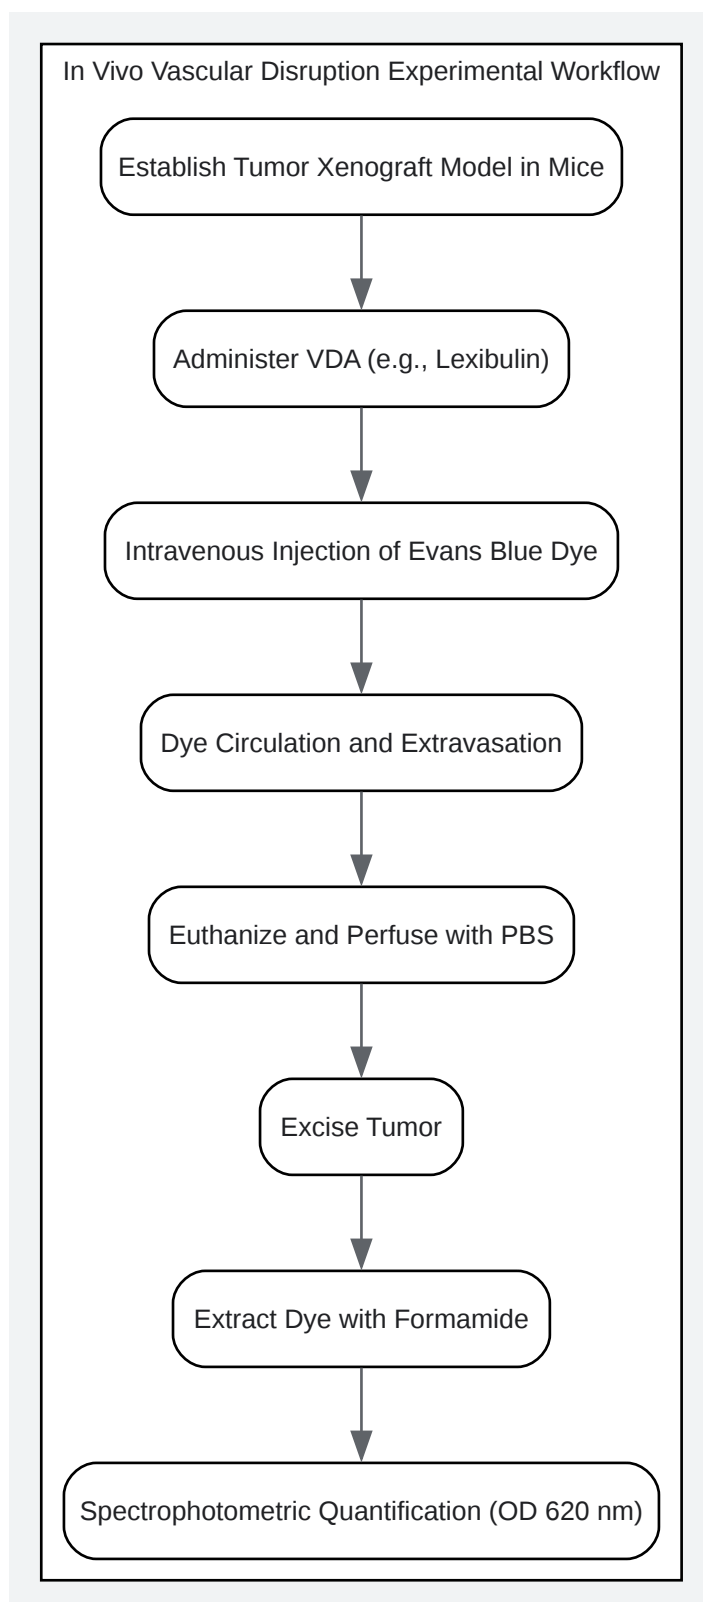 In Vivo Vascular Disruption Experimental Workflow
Establish Tumor Xenograft Model in Mice
Administer VDA (e.g., Lexibulin)
Intravenous Injection of Evans Blue Dye
Dye Circulation and Extravasation
Euthanize and Perfuse with PBS
Excise Tumor
Extract Dye with Formamide
Spectrophotometric Quantification (OD 620 nm)